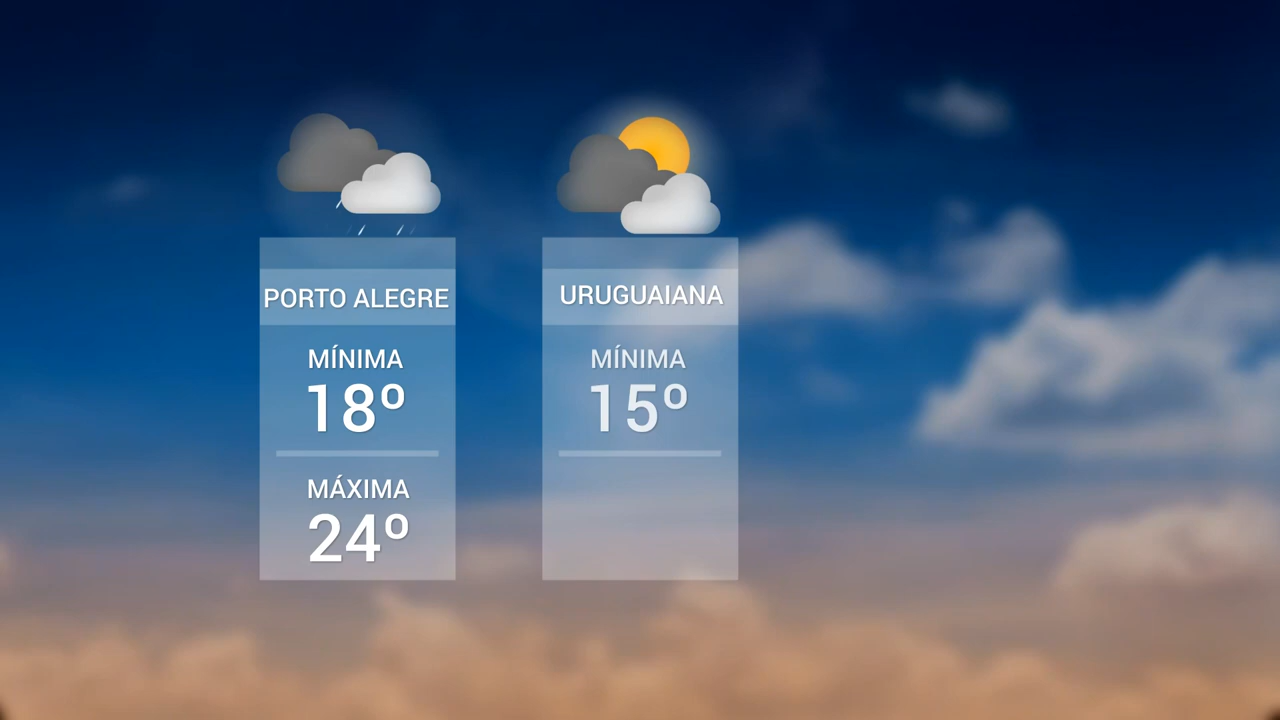 PORTO ALEGRE
MÍNIMA
18º
MÁXIMA
24º
URUGUAIANA
MÍNIMA
15º